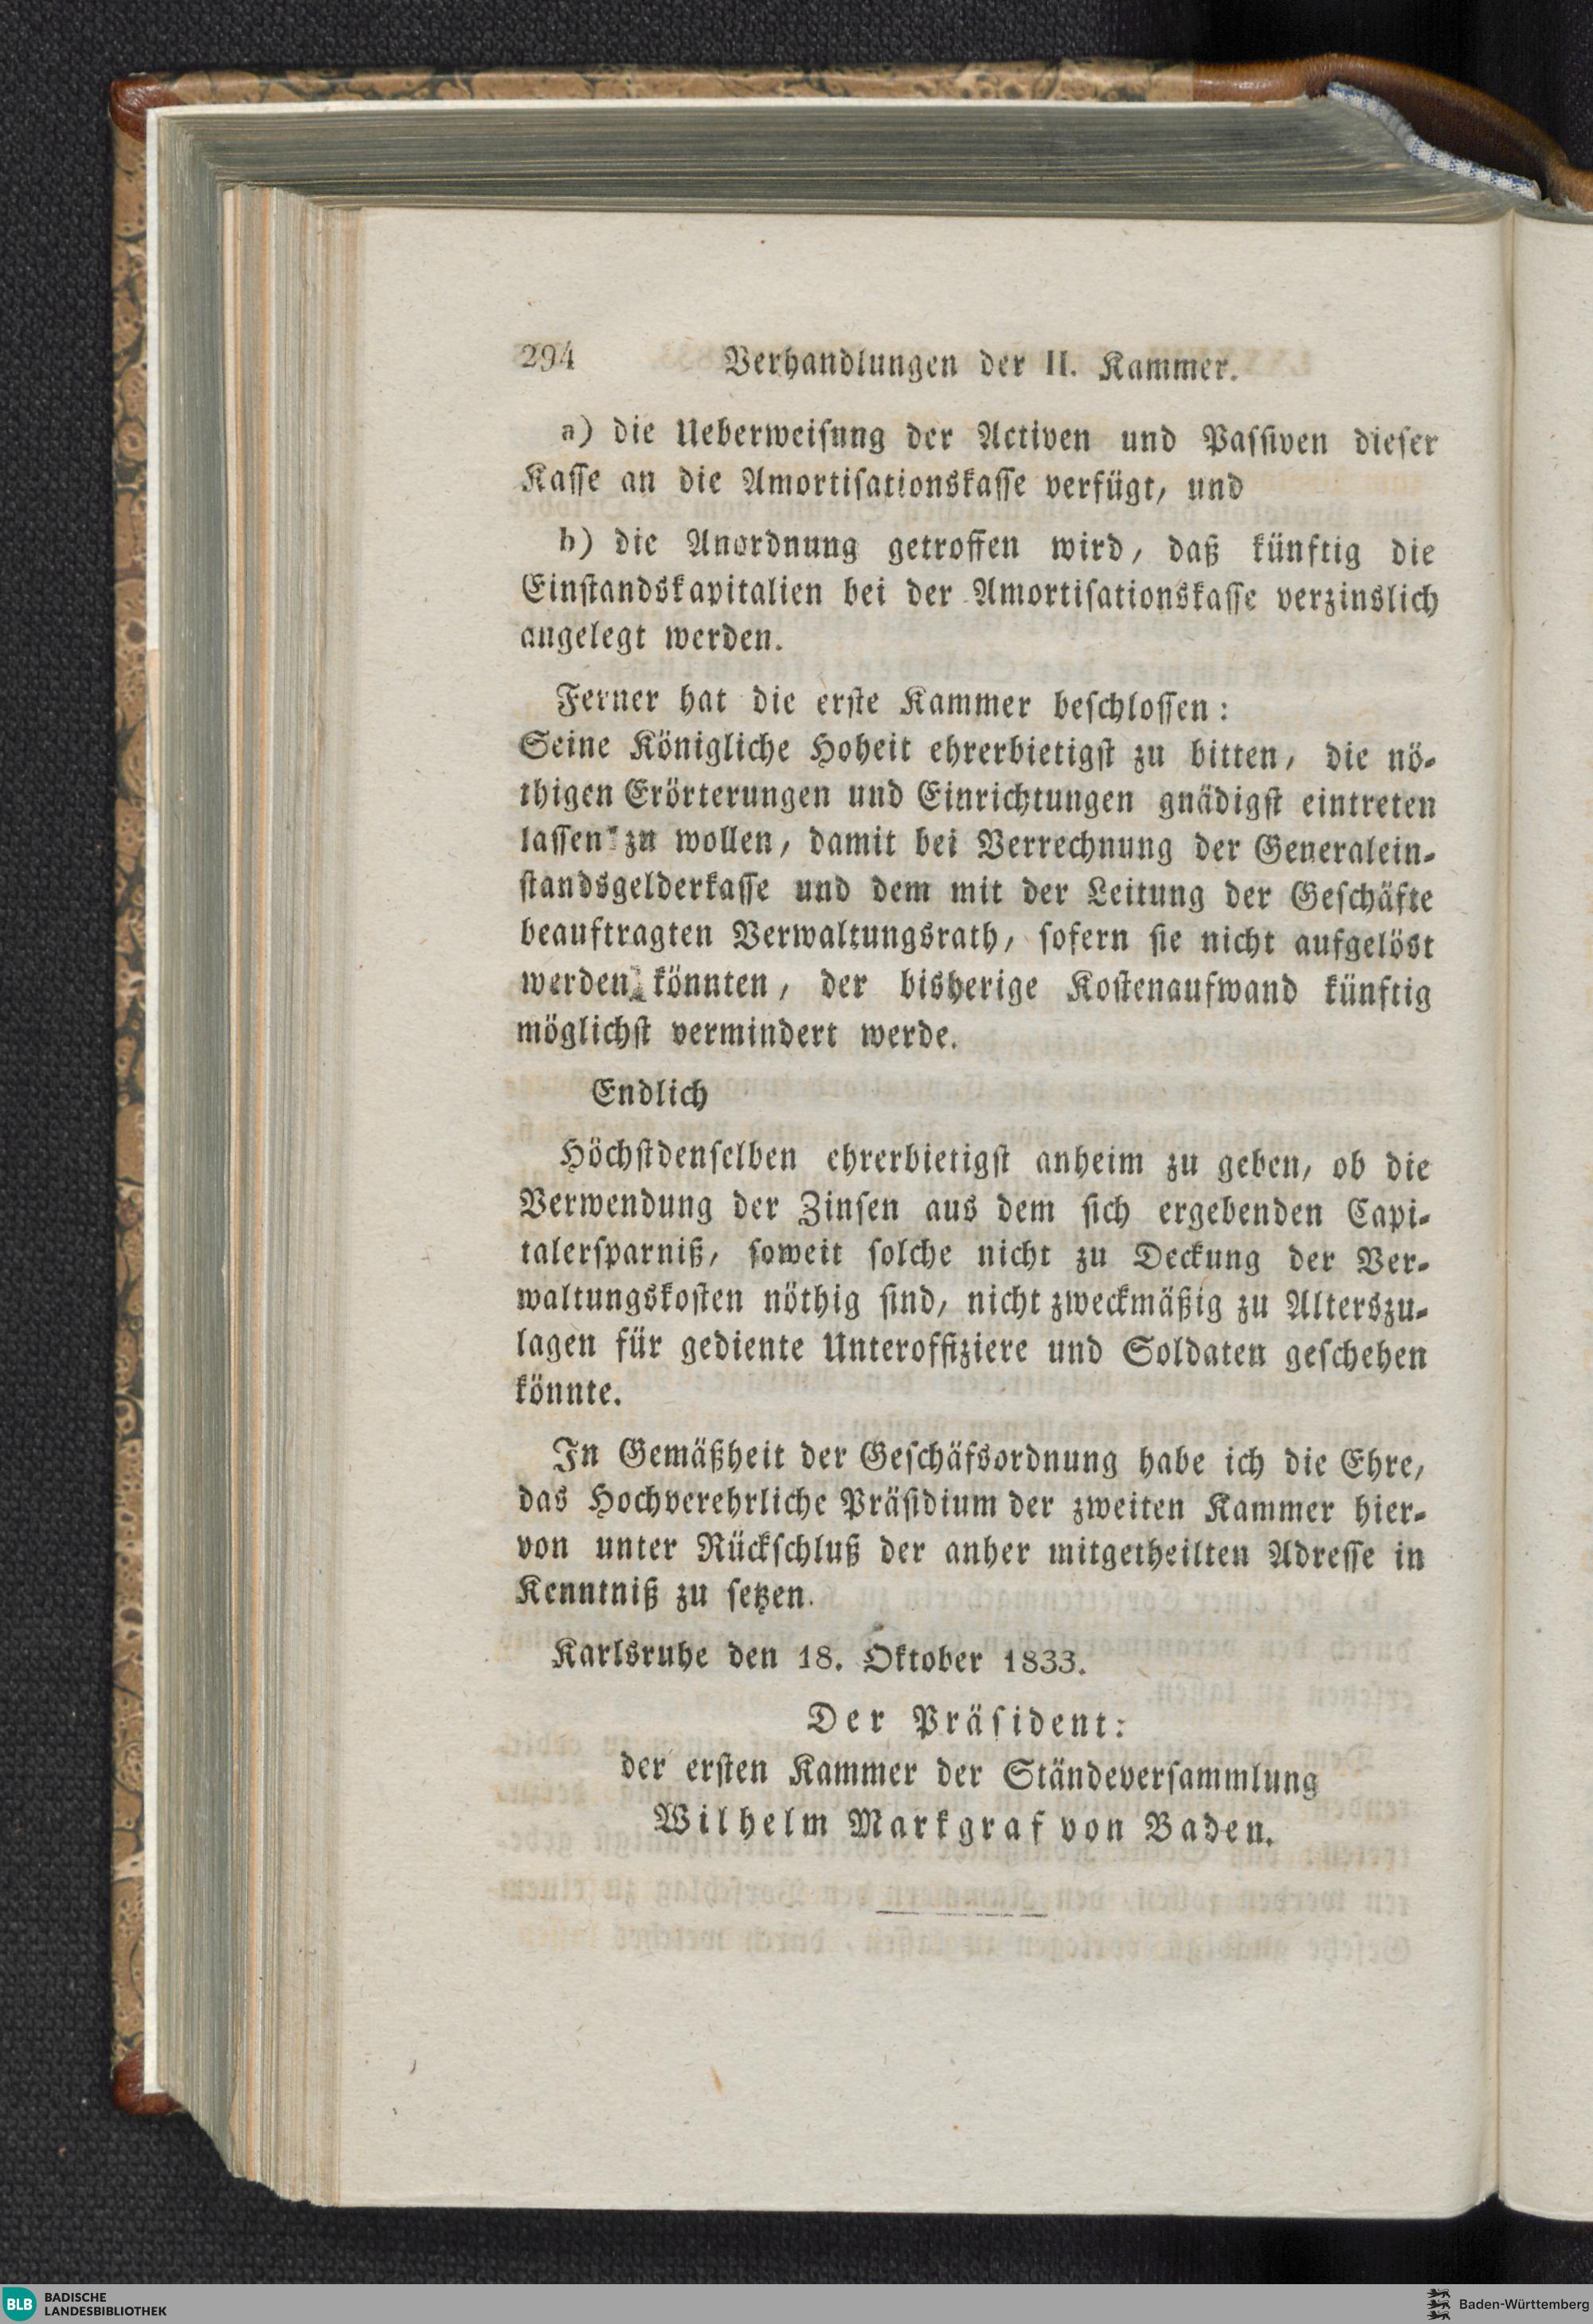 294 Verhandlungen der II. Kammer.
a) die Ueberweiſung der Activen und Paſſiven dieſer
Kaſſe an die Amortiſationskaſſe verfügt, und
b) die Anordnung getroffen wird, daß künftig die
Einſtandskapitalien bei der Amortiſationskaſſe verzinslich
angelegt werden.
Ferner hat die erſte Kammer beſchloſſen:
Seine Königliche Hoheit ehrerbietigſt zu bitten, die nö-
thigen Erörterungen und Einrichtungen gnädigſt eintreten
laſſen zu wollen, damit bei Verrechnung der Generalein-
ſtandsgelderkaſſe und dem mit der Leitung der Geſchäfte
beauftragten Verwaltungsrath, ſofern ſie nicht aufgelöst
werden könnten, der bisherige Koſtenaufwand künftig
möglichſt vermindert werde.
Endlich
Höchſtdenſelben ehrerbietigſt anheim zu geben, ob die
Verwendung der Zinſen aus dem ſich ergebenden Capi-
talerſparniß, ſoweit ſolche nicht zu Deckung der Ver-
waltungskoſten nöthig ſind, nicht zweckmäßig zu Alterszu-
lagen für gediente Unteroffiziere und Soldaten geſchehen
könnte.
In Gemäßheit der Geſchäfsordnung habe ich die Ehre,
das Hochverehrliche Präſidium der zweiten Kammer hier-
von unter Rückſchluß der anher mitgetheilten Adreſſe in
Kenntniß zu ſetzen.
Karlsruhe den 18. Oktober 1833.
Der Präſident:
der erſten Kammer der Ständeverſammlung
Wilhelm Markgraf von Baden.
BLB BADISCHE
LANDESBIBLIOTHEK
Baden-Württemberg